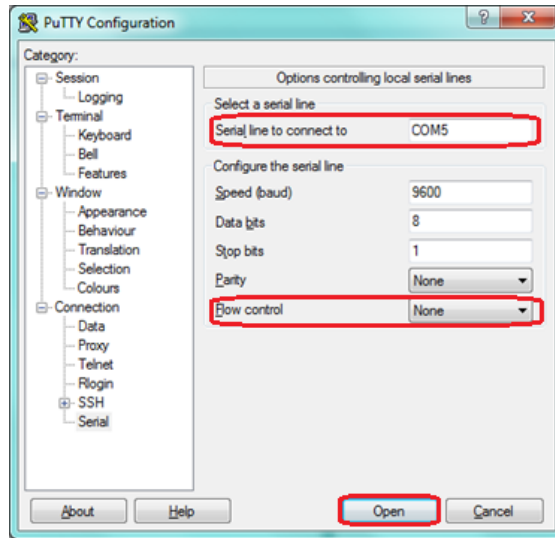 PuTTY Configuration
Category:
Session
Logging
Terminal
Keyboard
Bell
Features
Window
Appearance
Behaviour
Translation
Selection
Colours
Connection
Data
Proxy
Telnet
Rlogin
SSH
Serial
Options controlling local serial lines
Select a serial line
Serial line to connect to COM5
Configure the serial line
Speed (baud) 9600
Data bits 8
Stop bits 1
Parity None
Flow control None
About Help Open Cancel